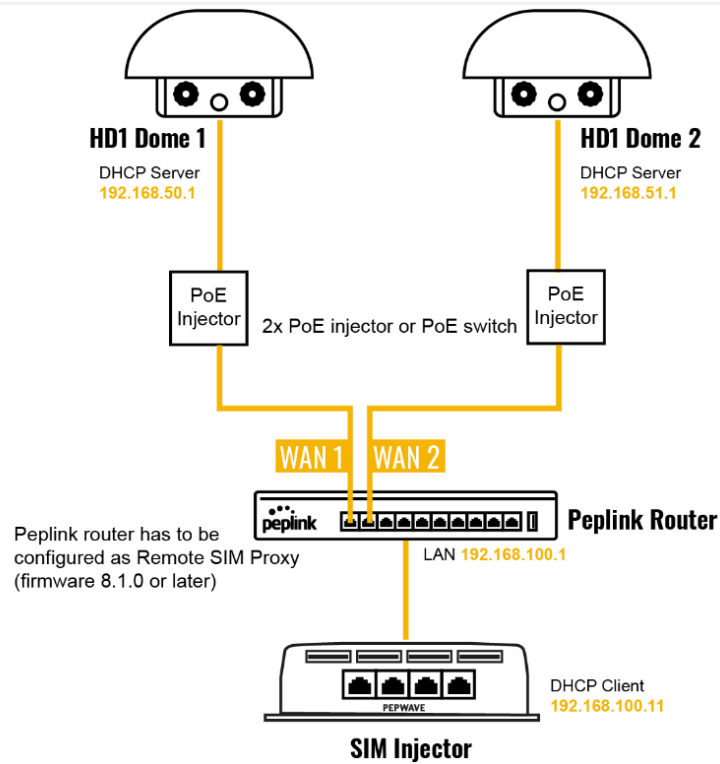 HD1 Dome 1
DHCP Server
192.168.50.1
HD1 Dome 2
DHCP Server
192.168.51.1
PoE
Injector
2x PoE injector or PoE switch
PoE
Injector
WAN 1
WAN 2
peplink
Peplink Router
Peplink router has to be
configured as Remote SIM Proxy
(firmware 8.1.0 or later)
LAN 192.168.100.1
PEPWAVE
DHCP Client
192.168.100.11
SIM Injector